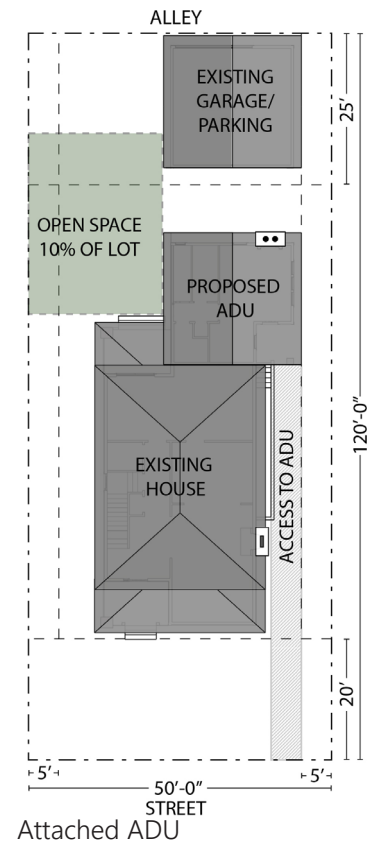 ALLEY
EXISTING
GARAGE/
PARKING
25'
OPEN SPACE
10% OF LOT
PROPOSED
ADU
120'-0"
EXISTING
HOUSE
ACCESS TO ADU
20'
5'
5'
50'-0"
STREET
Attached ADU